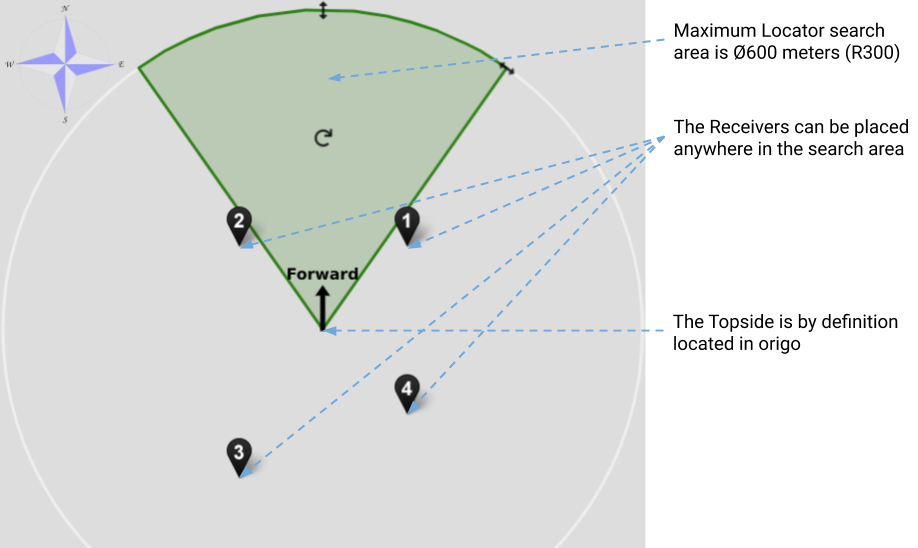 N
W
E
S
Maximum Locator search
area is Ø600 meters (R300)
The Receivers can be placed
anywhere in the search area
2
1
Forward
The Topside is by definition
located in origo
4
3